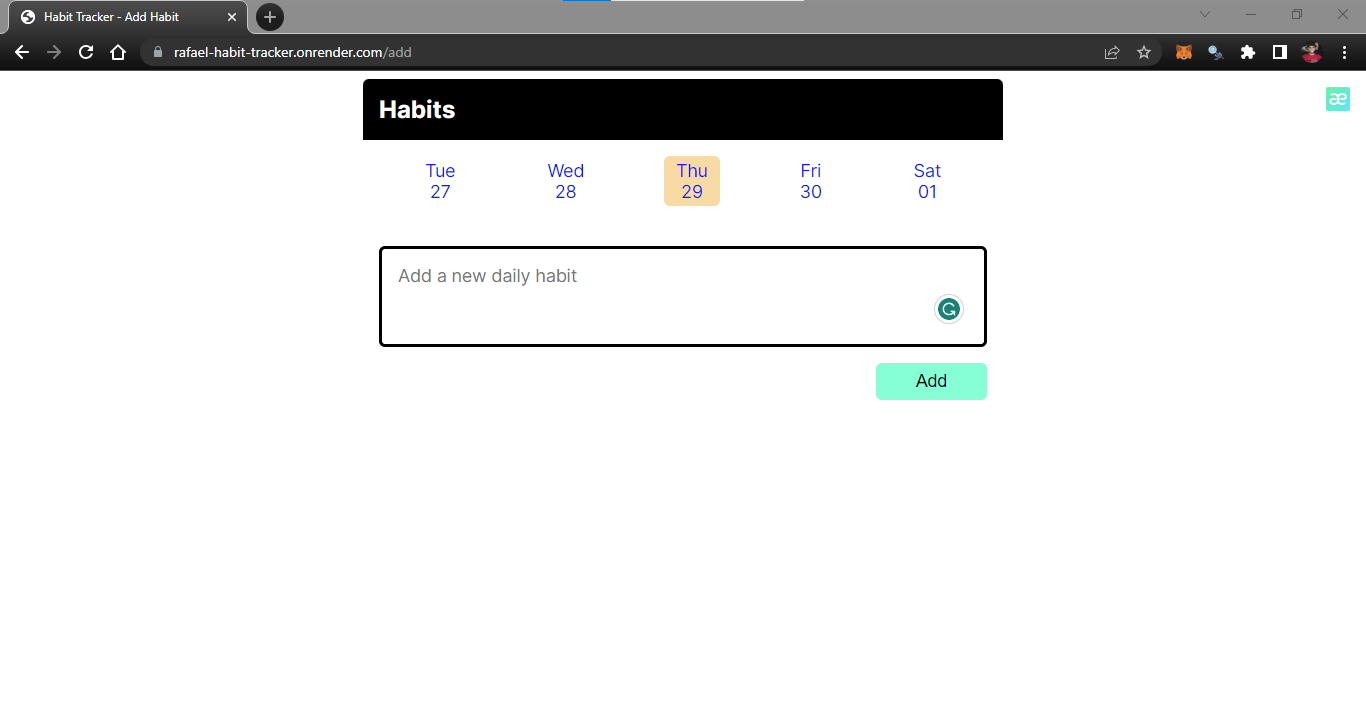 Habit Tracker - Add Habit
rafael-habit-tracker.onrender.com/add
Habits
æ
Tue Wed Thu Fri Sat
27 28 29 30 01
Add a new daily habit
Add